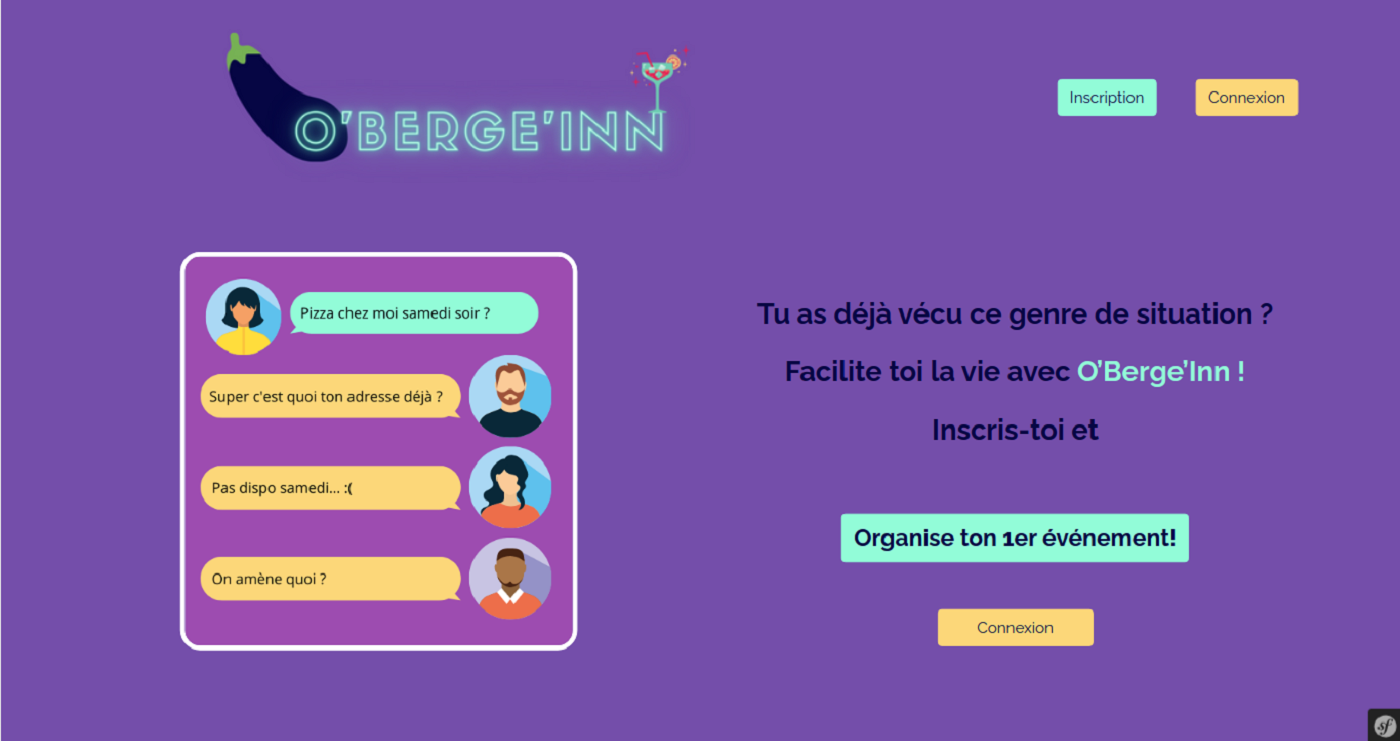 O'BERGE'INN
Inscription
Connexion
Pizza chez moi samedi soir ?
Super c'est quoi ton adresse déjà ?
Pas dispo samedi... :(
On amène quoi ?
Tu as déjà vécu ce genre de situation ?
Facilite toi la vie avec O'Berge'Inn !
Inscris-toi et
Organise ton 1er événement!
Connexion
sf